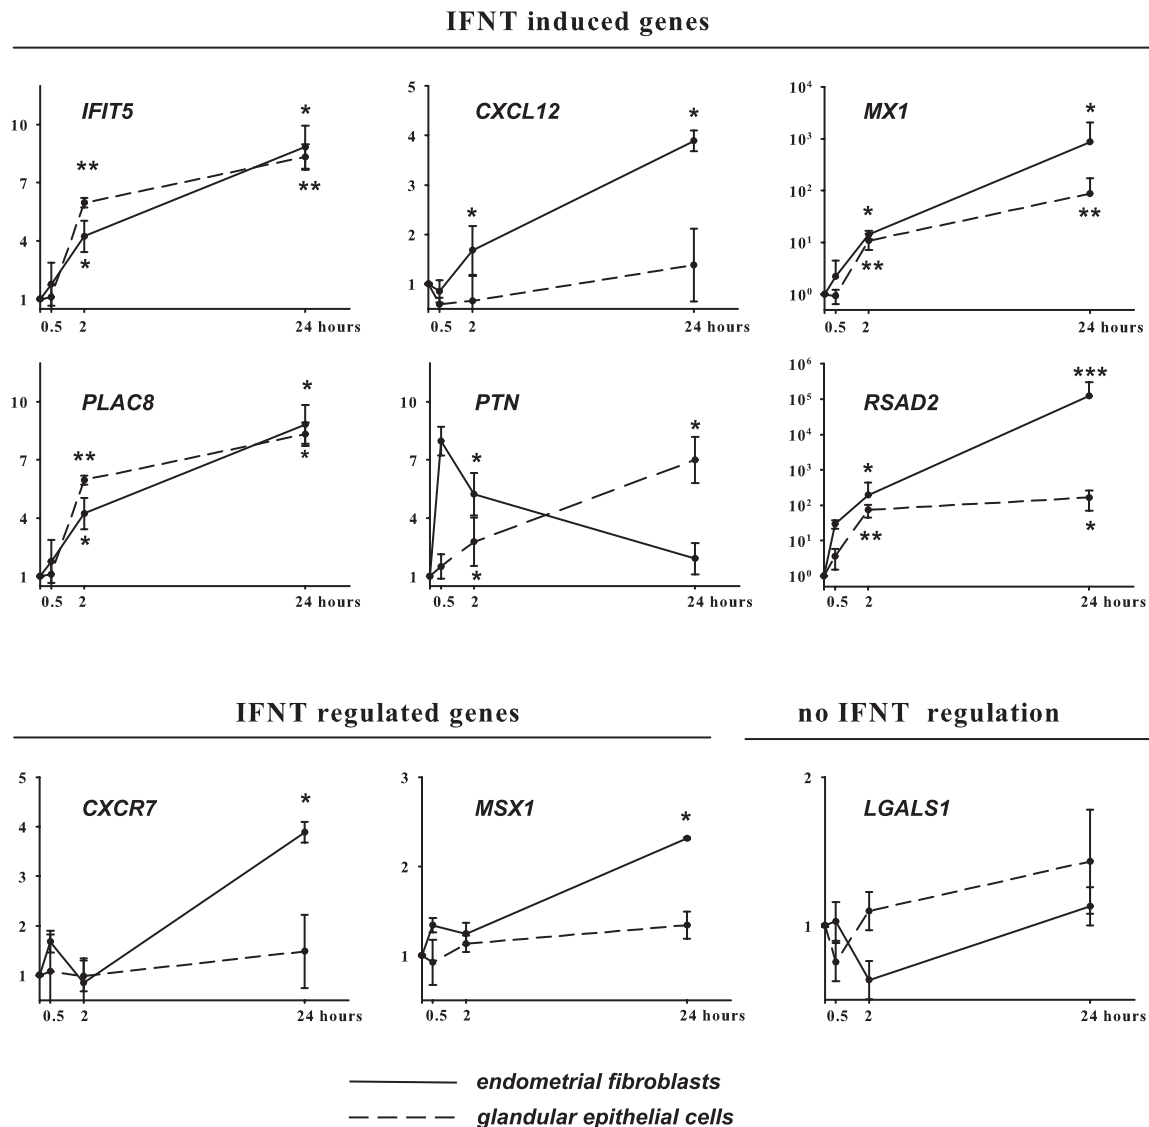 IFNT induced genes
IFIT5
10
7
4
1
**
*
*
**
0.5 2 24 hours
CXCL12
5
4
3
2
1
*
*
0.5 2 24 hours
MX1
10^4
10^3
10^2
10^1
10^0
*
**
*
**
0.5 2 24 hours
PLAC8
10
7
4
1
**
*
*
*
0.5 2 24 hours
PTN
10
7
4
1
*
*
*
0.5 2 24 hours
RSAD2
10^6
10^5
10^4
10^3
10^2
10^1
10^0
*
**
***
*
0.5 2 24 hours
IFNT regulated genes
no IFNT regulation
CXCR7
5
4
3
2
1
*
0.5 2 24 hours
MSX1
3
2
1
*
0.5 2 24 hours
LGALS1
2
1
0.5 2 24 hours
endometrial fibroblasts
glandular epithelial cells